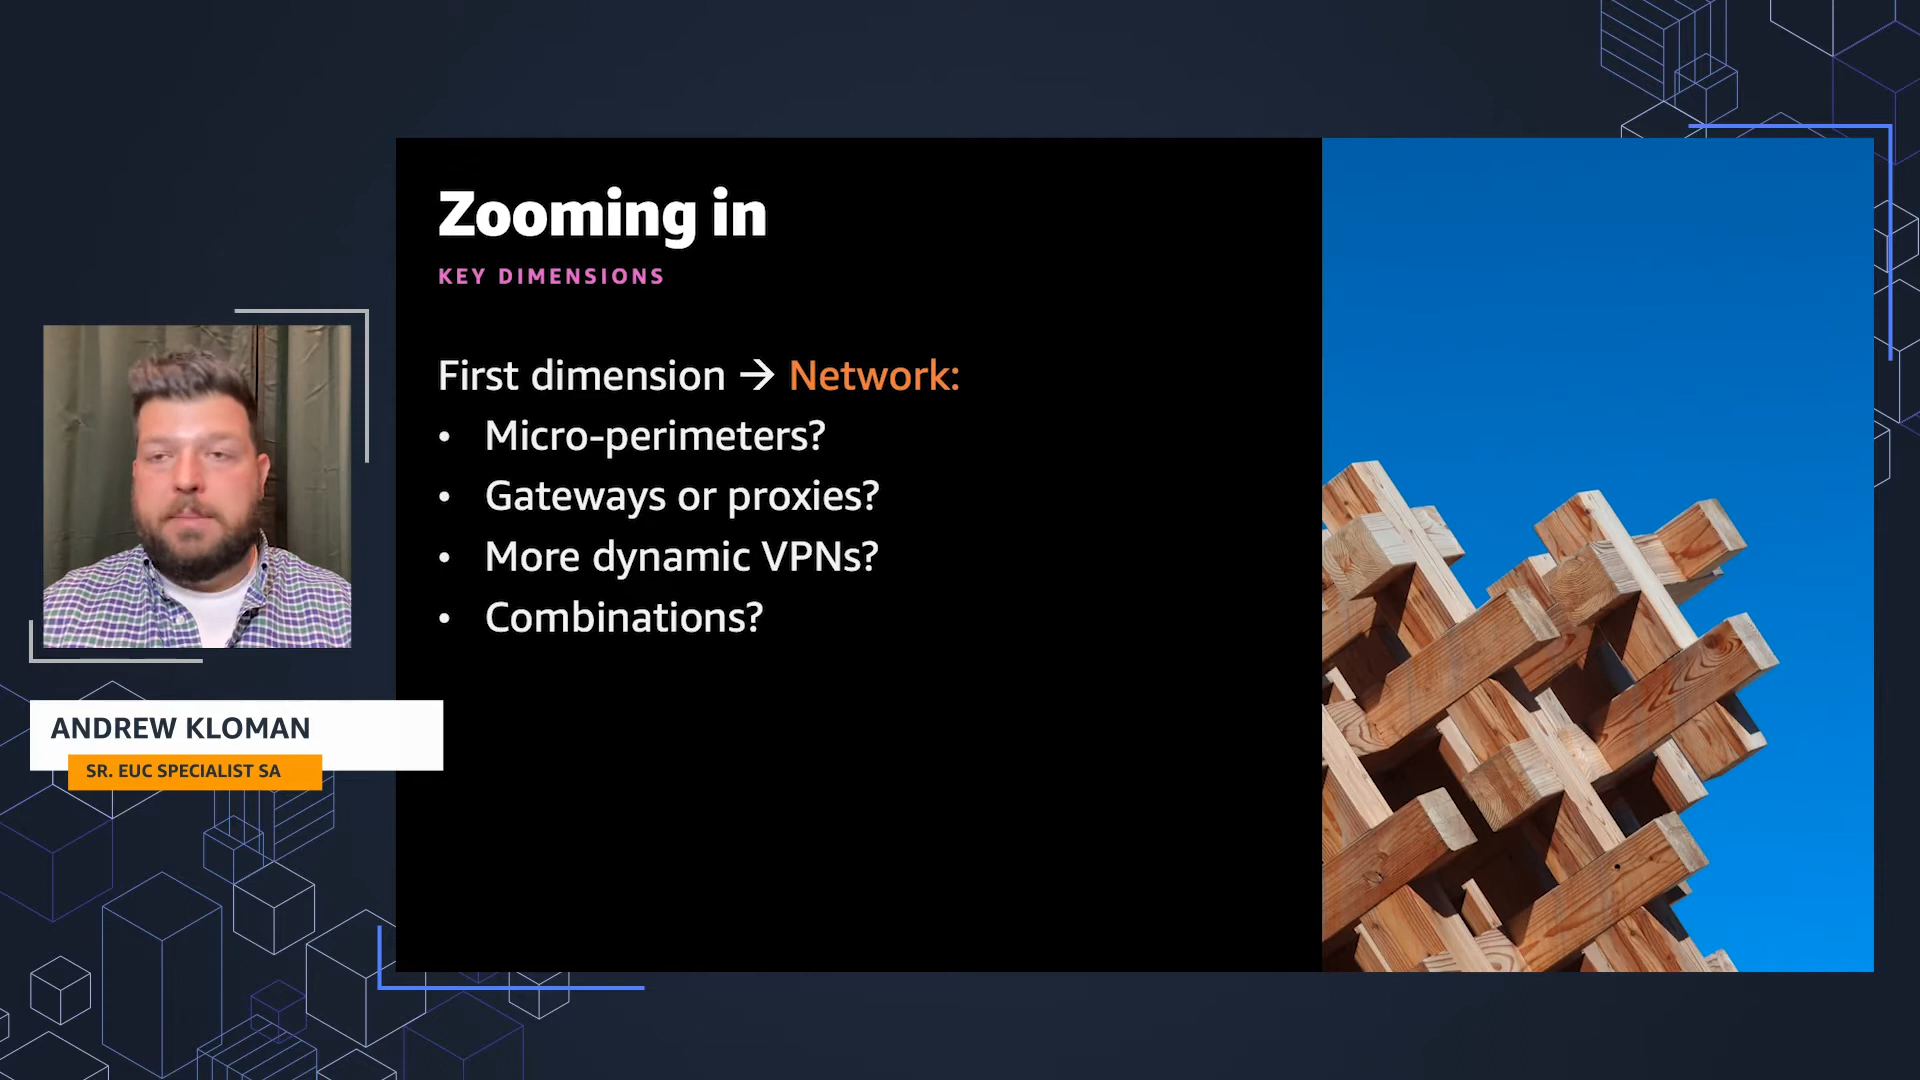 Zooming in
KEY DIMENSIONS
First dimension → Network:
• Micro-perimeters?
• Gateways or proxies?
• More dynamic VPNs?
• Combinations?
ANDREW KLOMAN
SR. EUC SPECIALIST SA